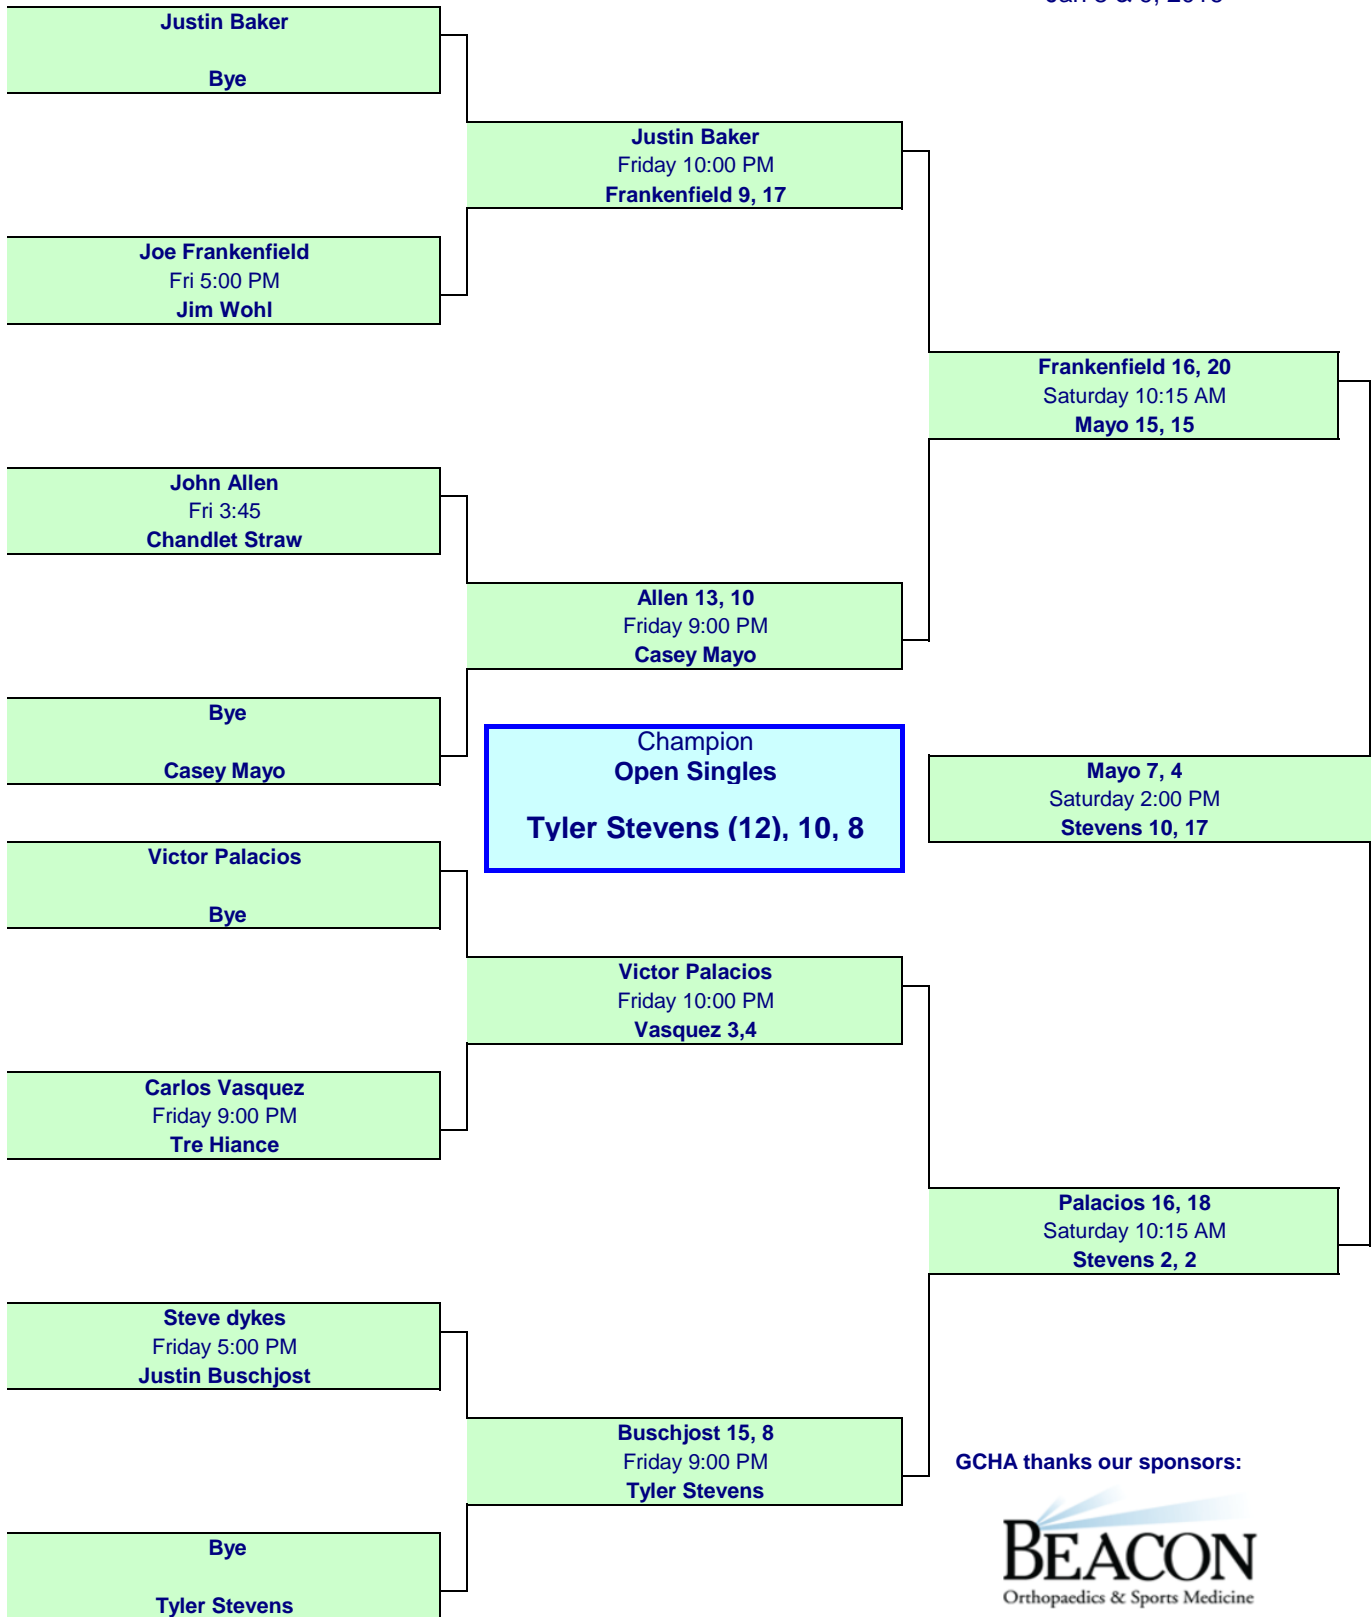 Justin Baker
Bye
Justin Baker
Friday 10:00 PM
Frankenfield 9, 17
Joe Frankenfield
Fri 5:00 PM
Jim Wohl
Frankenfield 16, 20
Saturday 10:15 AM
Mayo 15, 15
John Allen
Fri 3:45
Chandlet Straw
Allen 13, 10
Friday 9:00 PM
Casey Mayo
Bye
Casey Mayo
Champion
Open Singles
Tyler Stevens (12), 10, 8
Mayo 7, 4
Saturday 2:00 PM
Stevens 10, 17
Victor Palacios
Bye
Victor Palacios
Friday 10:00 PM
Vasquez 3,4
Carlos Vasquez
Friday 9:00 PM
Tre Hiance
Palacios 16, 18
Saturday 10:15 AM
Stevens 2, 2
Steve dykes
Friday 5:00 PM
Justin Buschjost
Buschjost 15, 8
Friday 9:00 PM
Tyler Stevens
Bye
Tyler Stevens
GCHA thanks our sponsors:
BEACON
Orthopaedics & Sports Medicine